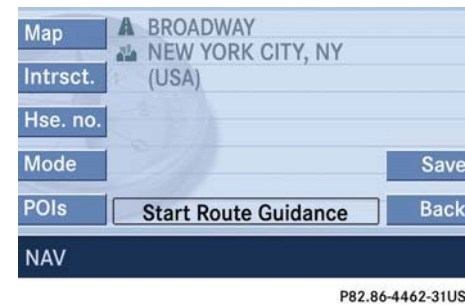 Map
BROADWAY
NEW YORK CITY, NY
Intrsct.
(USA)
Hse. no.
Mode
Save
POIs
Start Route Guidance
Back
NAV
P82.86-4462-31US